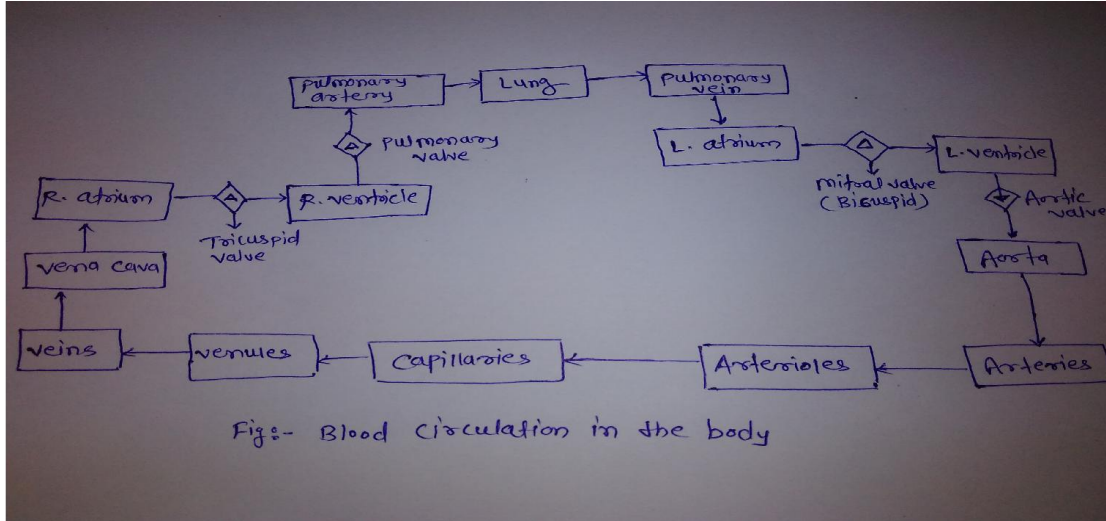 Pulmonary
artery
Lung
Pulmonary
vein
Pulmonary
valve
L. atrium
L. ventricle
Mitral valve
(Bicuspid)
Aortic
valve
R. atrium
R. ventricle
Tricuspid
valve
Vena cava
Aorta
Veins
Venules
Capillaries
Arterioles
Arteries
Fig:- Blood circulation in the body